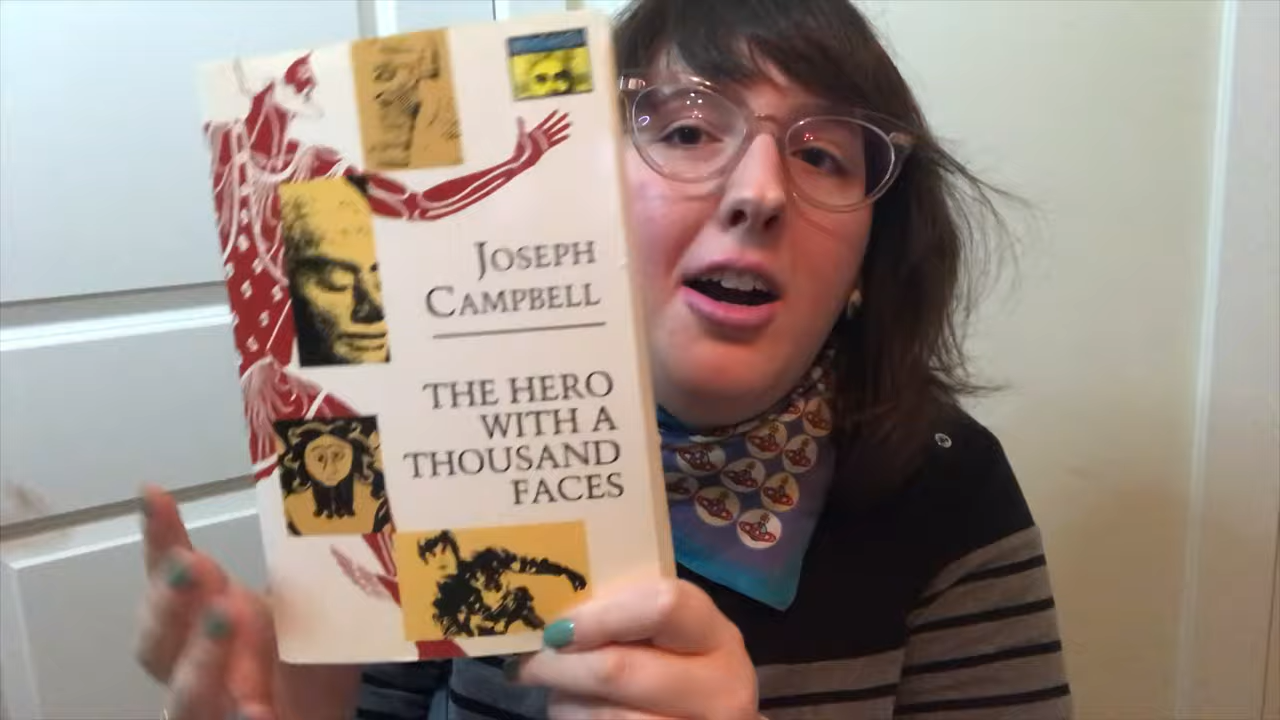 JOSEPH
CAMPBELL
THE HERO
WITH A
THOUSAND
FACES